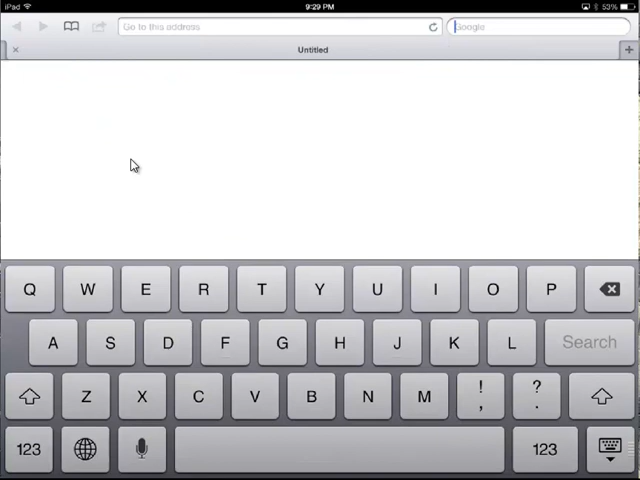 iPad 9:29 PM 53%
Go to this address Google
Untitled
Q W E R T Y U I O P
A S D F G H J K L Search
Z X C V B N M ! , ? .
123 123